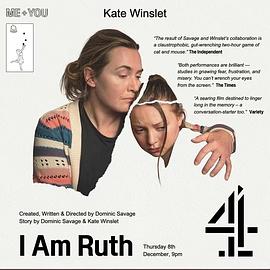 ME+YOU
Kate Winslet
"The result of Savage and Winslet's collaboration is
a claustrophobic, gut-wrenching two-hour game of
cat and mouse." The Independent
"Both performances are brilliant —
studies in growing fear, frustration, and
misery. You can't wrench your eyes
from the screen." The Times
"A searing film destined to linger
long in the memory – a
conversation-starter too." Variety
Created, Written & Directed by Dominic Savage
Story by Dominic Savage & Kate Winslet
I Am Ruth
Thursday 8th
December, 9pm
4